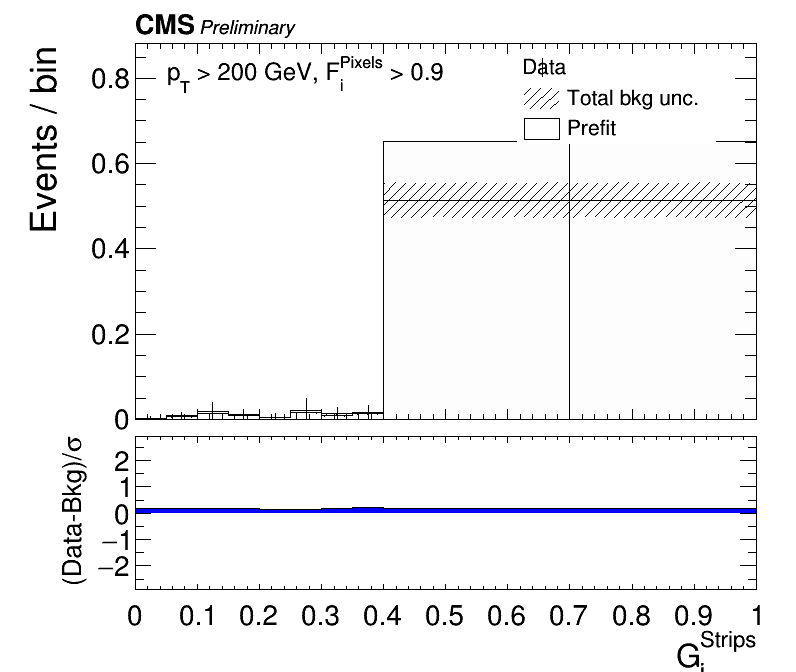 CMS Preliminary
p_T > 200 GeV, F_i^Pixels > 0.9
Data
Total bkg unc.
Prefit
Events / bin
0.8
0.6
0.4
0.2
0
(Data-Bkg)/σ
2
1
0
−1
−2
0 0.1 0.2 0.3 0.4 0.5 0.6 0.7 0.8 0.9 1
G_i^Strips